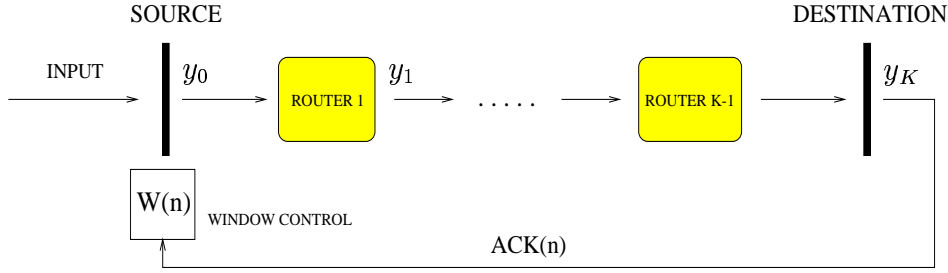 SOURCE
DESTINATION
INPUT
y0
ROUTER 1
y1
. . . . .
ROUTER K-1
yK
W(n)
WINDOW CONTROL
ACK(n)